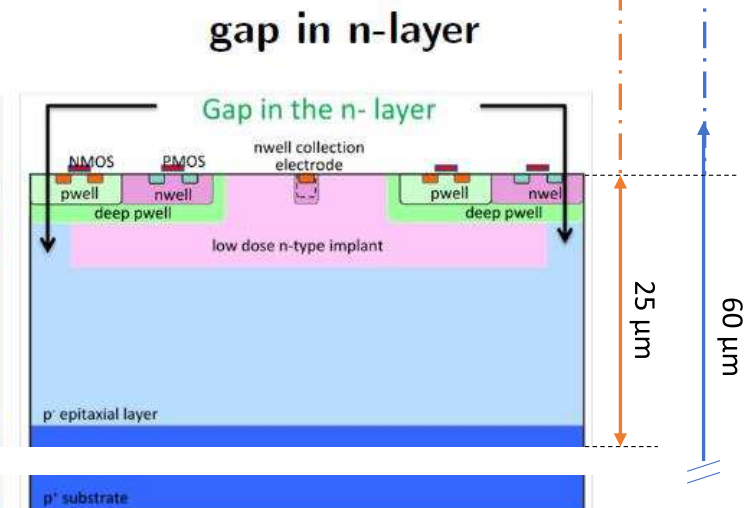 gap in n-layer
Gap in the n- layer
nwell collection
electrode
NMOS
PMOS
pwell
nwell
pwell
nwel
deep pwell
deep pwell
low dose n-type implant
25 μm
60 μm
p⁻ epitaxial layer
p⁺ substrate